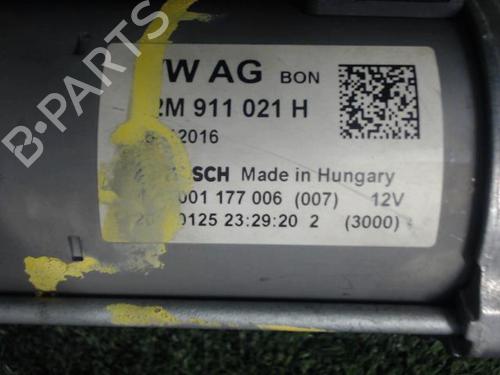 VW AG BON
2M 911 021 H
2016
SCH Made in Hungary
001 177 006 (007) 12V
0125 23:29:20 2 (3000)
B-PARTS